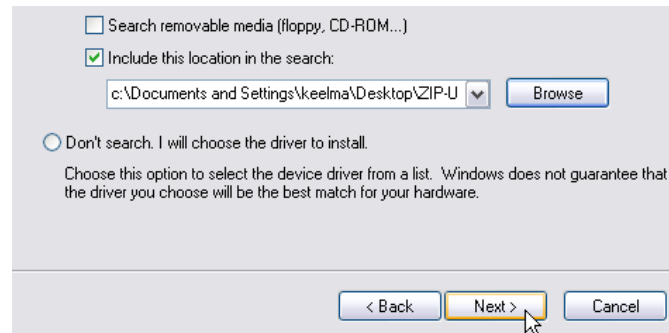 Search removable media (floppy, CD-ROM...)
Include this location in the search:
c:\Documents and Settings\keelma\Desktop\ZIP-U
Browse
Don't search. I will choose the driver to install.
Choose this option to select the device driver from a list. Windows does not guarantee that
the driver you choose will be the best match for your hardware.
< Back
Next >
Cancel